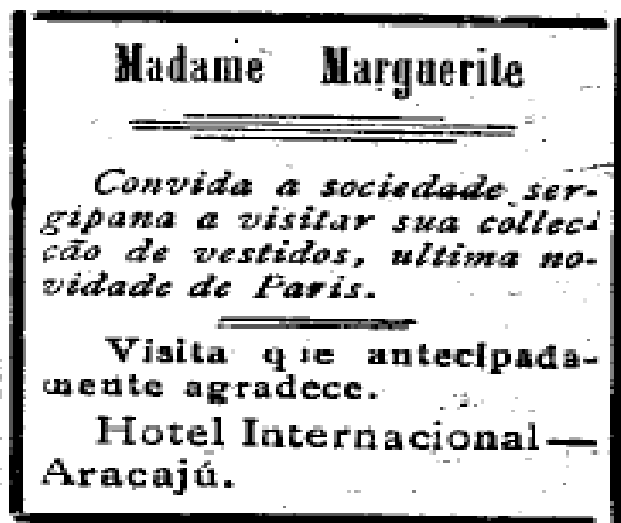 Madame Marguerite
Convida a sociedade ser-
gipana a visitar sua collec-
ção de vestidos, ultima no-
vidade de Paris.
Visita que antecipada-
mente agradece.
Hotel Internacional—
Aracajú.